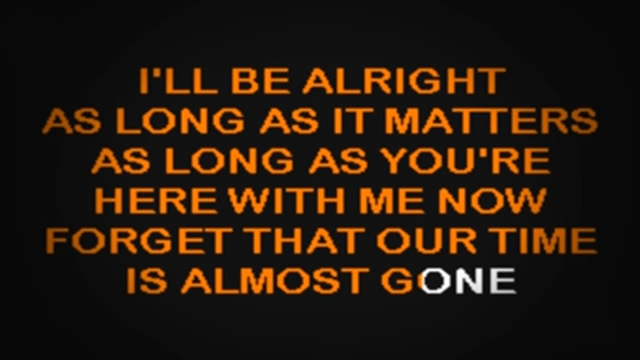 I'LL BE ALRIGHT
AS LONG AS IT MATTERS
AS LONG AS YOU'RE
HERE WITH ME NOW
FORGET THAT OUR TIME
IS ALMOST GONE